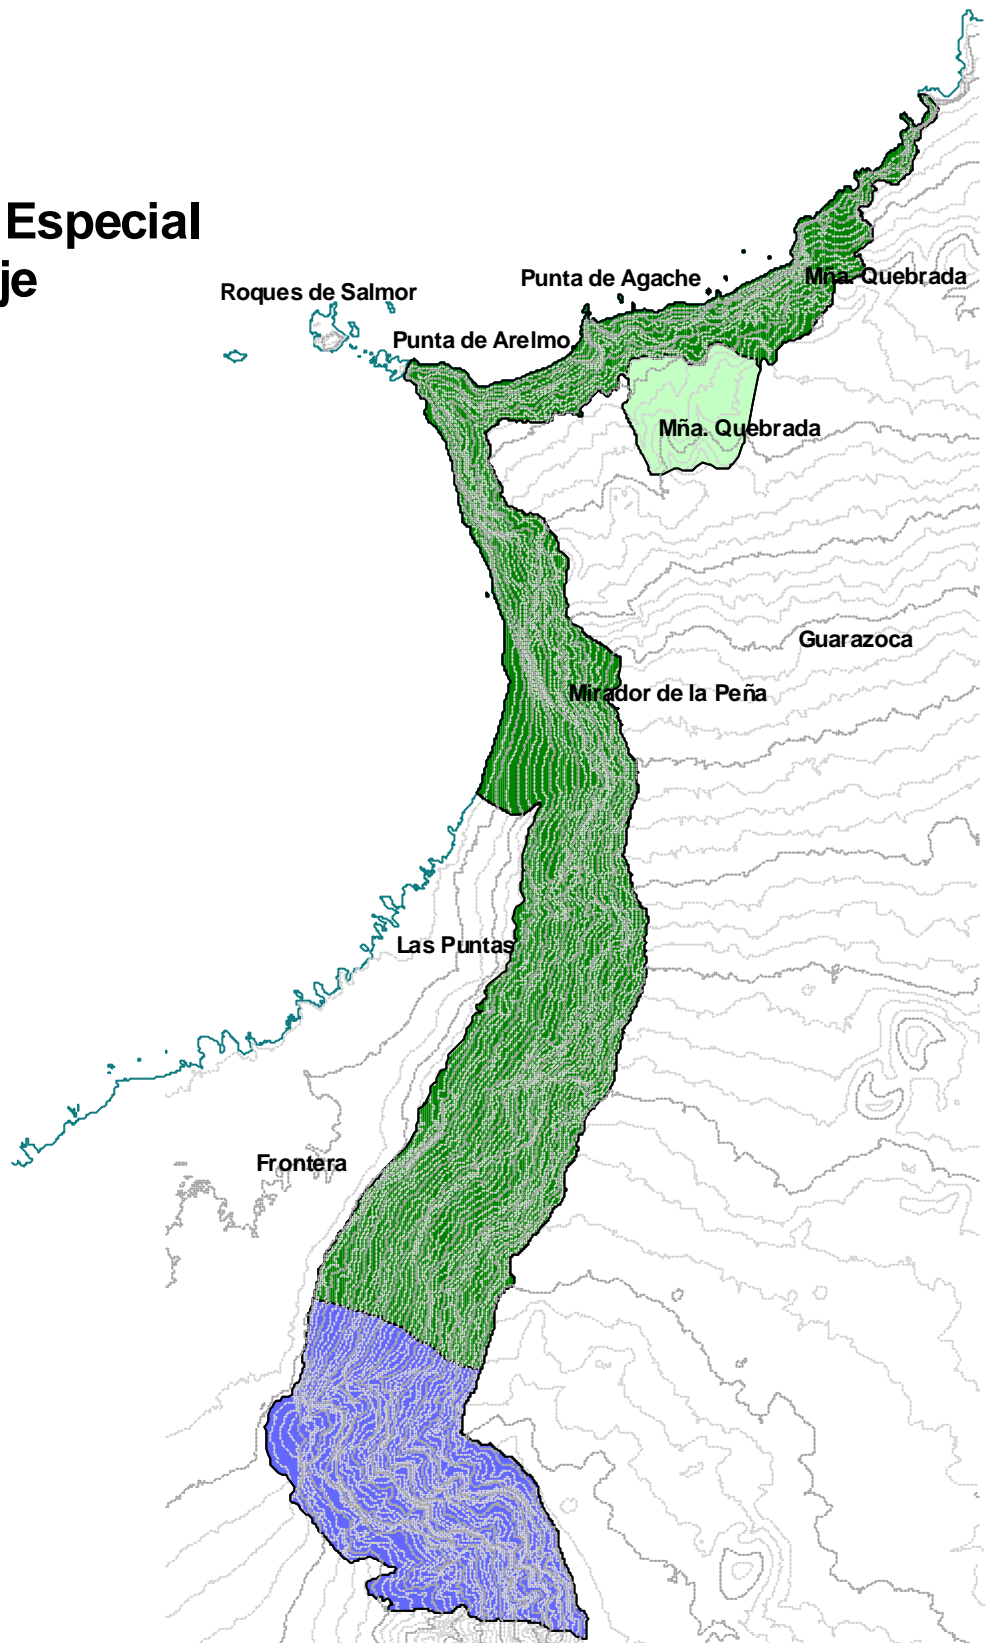 Especial
je
Roques de Salmor
Punta de Agache
Mña. Quebrada
Punta de Arelmo
Mña. Quebrada
Guarazoca
Mirador de la Peña
Las Puntas
Frontera